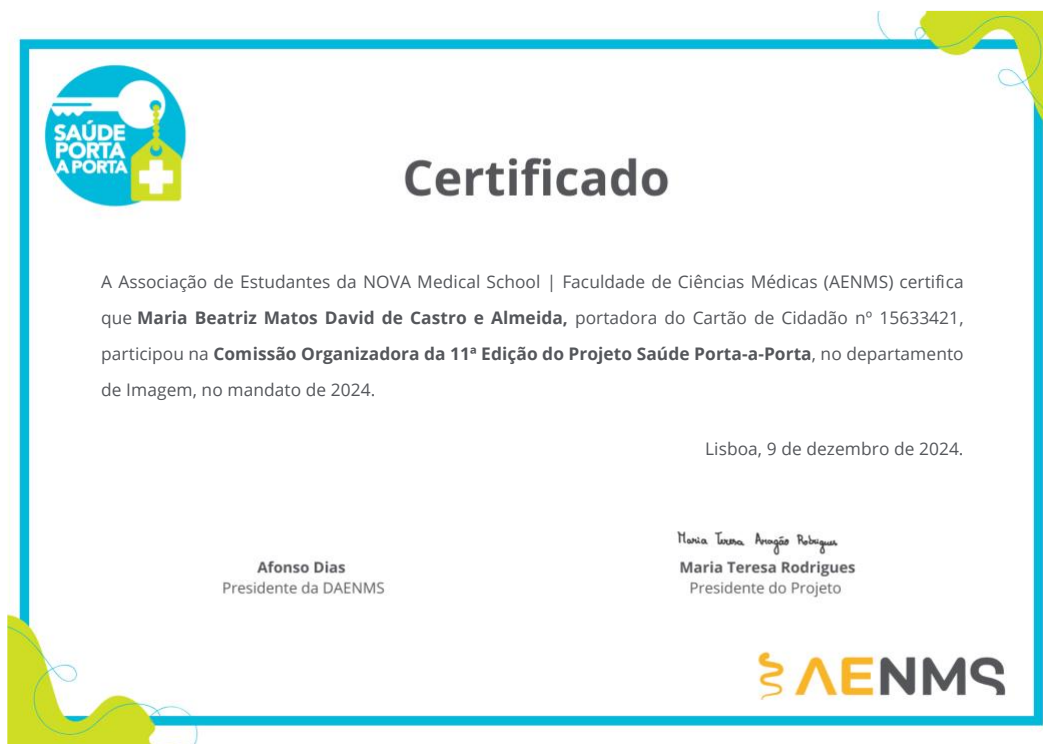 SAÚDE
PORTA
A PORTA
Certificado
A Associação de Estudantes da NOVA Medical School | Faculdade de Ciências Médicas (AENMS) certifica
que Maria Beatriz Matos David de Castro e Almeida, portadora do Cartão de Cidadão nº 15633421,
participou na Comissão Organizadora da 11ª Edição do Projeto Saúde Porta-a-Porta, no departamento
de Imagem, no mandato de 2024.
Lisboa, 9 de dezembro de 2024.
Maria Teresa Aragão Rodrigues
Afonso Dias
Presidente da DAENMS
Maria Teresa Rodrigues
Presidente do Projeto
AENMS